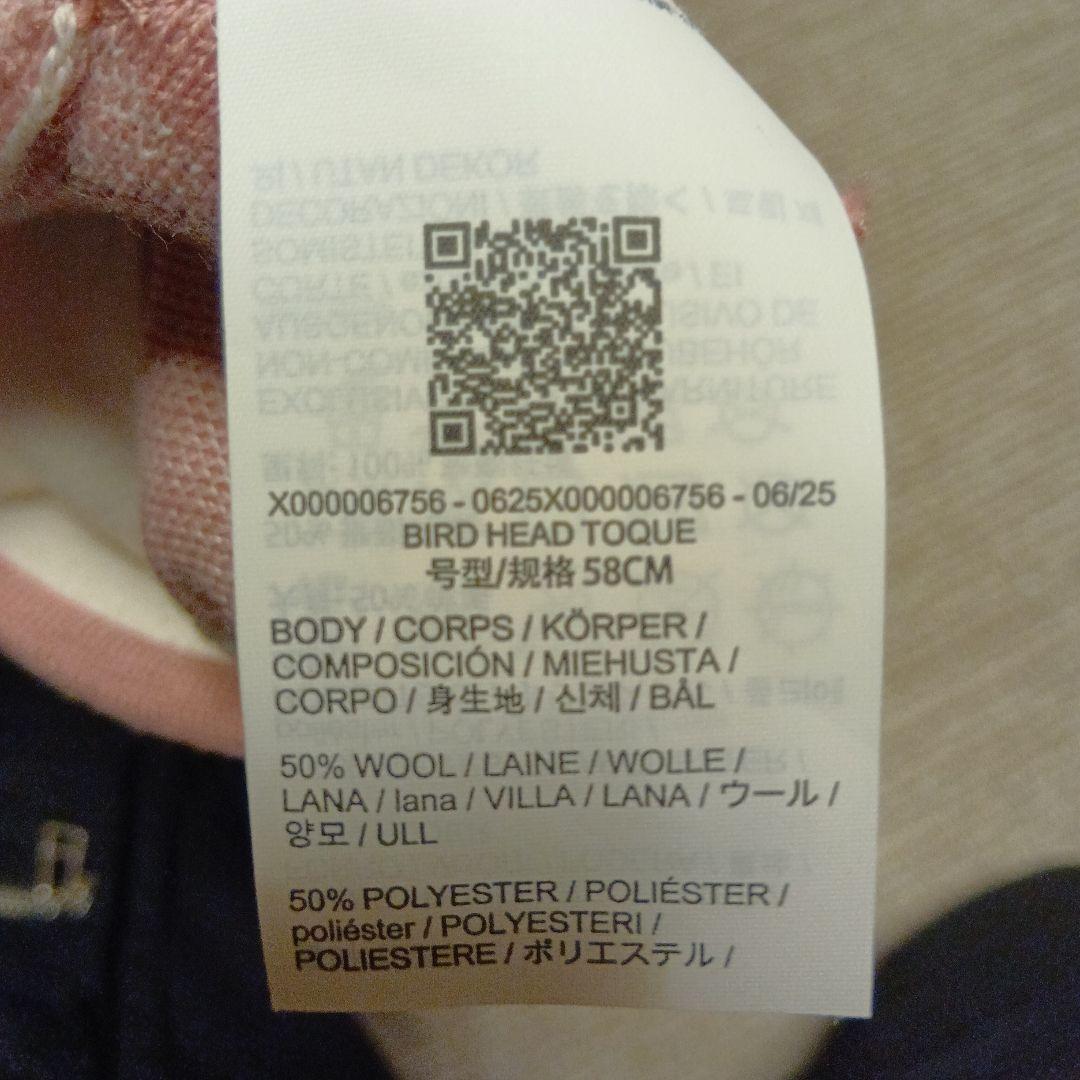 X000006756 - 0625X000006756 - 06/25
BIRD HEAD TOQUE
号型/规格 58CM
BODY / CORPS / KÖRPER /
COMPOSICIÓN / MIEHUSTA /
CORPO / 身生地 / 신체 / BÅL
50% WOOL / LAINE / WOLLE /
LANA / lana / VILLA / LANA / ウール /
양모 / ULL
50% POLYESTER / POLIÉSTER /
poliéster / POLYESTERI /
POLIESTERE / ポリエステル /